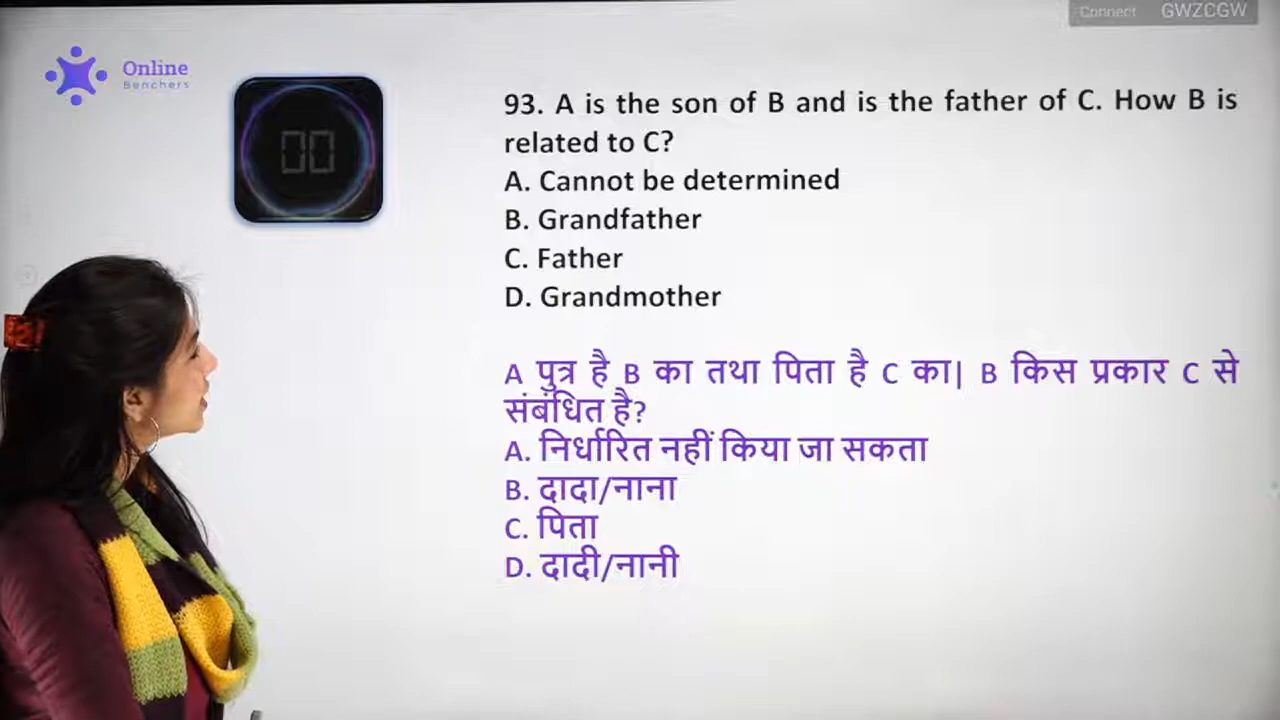 Connect GWZCGW
Online
Benchers
00
93. A is the son of B and is the father of C. How B is
related to C?
A. Cannot be determined
B. Grandfather
C. Father
D. Grandmother
A पुत्र है B का तथा पिता है C का| B किस प्रकार C से
संबंधित है?
A. निर्धारित नहीं किया जा सकता
B. दादा/नाना
C. पिता
D. दादी/नानी